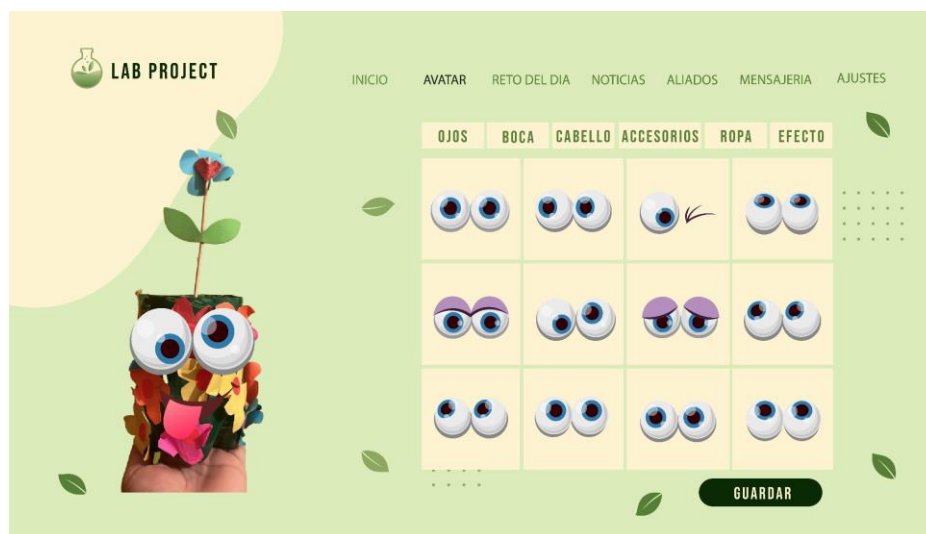 LAB PROJECT
INICIO AVATAR RETO DEL DIA NOTICIAS ALIADOS MENSAJERIA AJUSTES
OJOS BOCA CABELLO ACCESORIOS ROPA EFECTO
GUARDAR